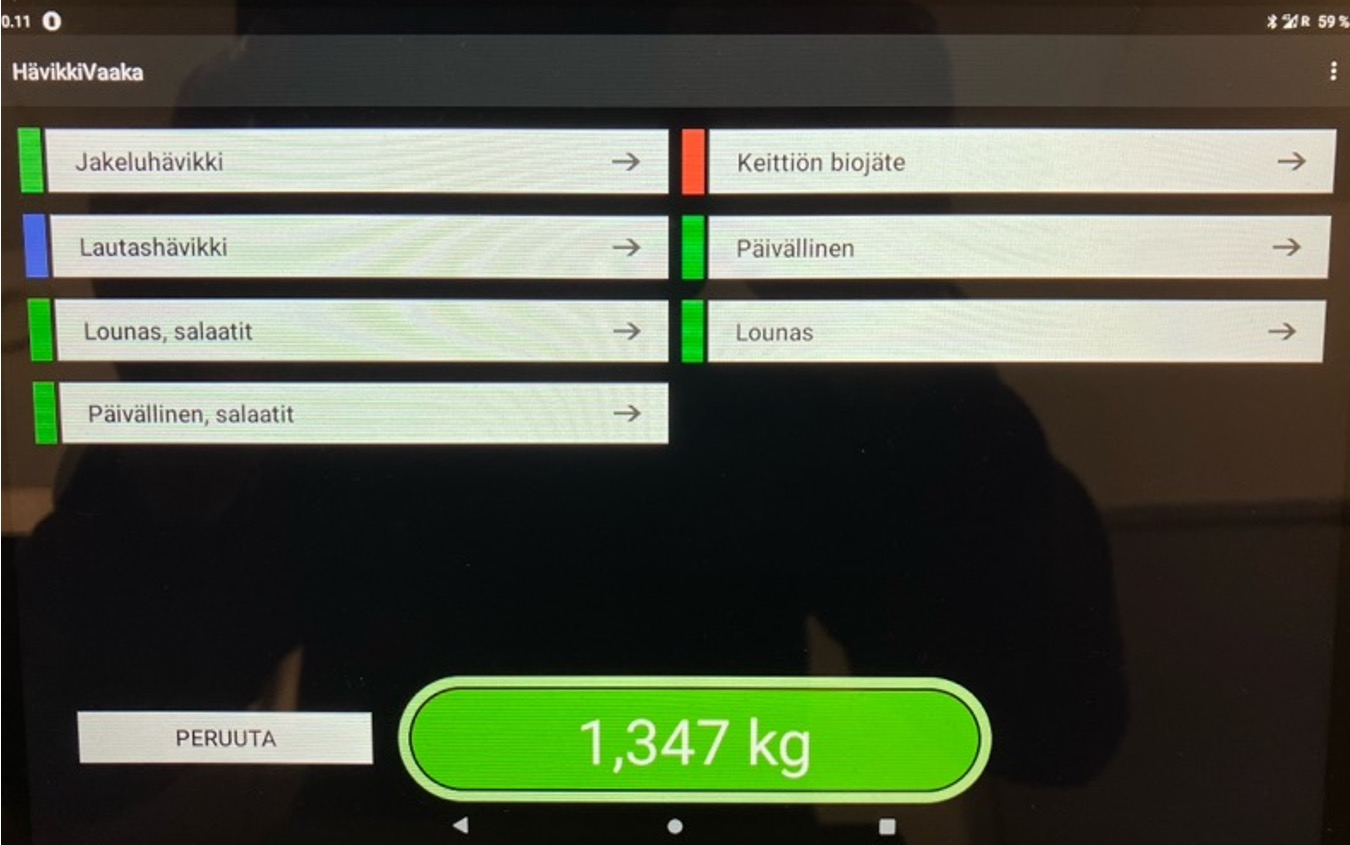 0.11 R 59 %
HävikkiVaaka
Jakeluhävikki
Keittiön biojäte
Lautashävikki
Päivällinen
Lounas, salaatit
Lounas
Päivällinen, salaatit
PERUUTA
1,347 kg